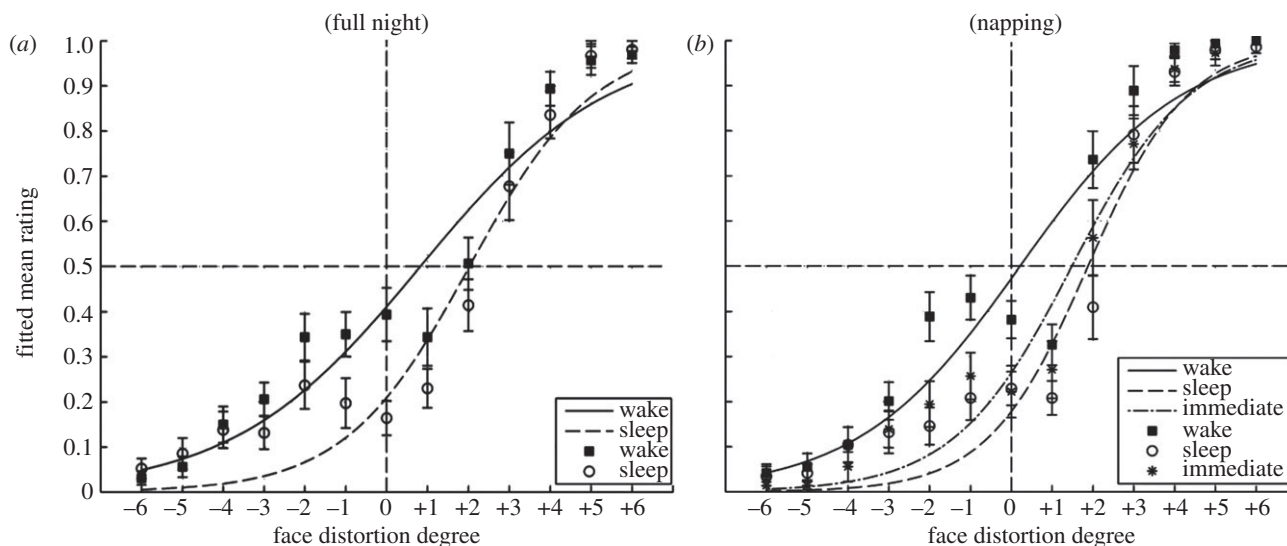 (full night)
(a)
1.0
0.9
0.8
0.7
0.6
0.5
0.4
0.3
0.2
0.1
0
fitted mean rating
wake
sleep
wake
sleep
–6 –5 –4 –3 –2 –1 0 +1 +2 +3 +4 +5 +6
face distortion degree
(napping)
(b)
wake
sleep
immediate
wake
sleep
immediate
–6 –5 –4 –3 –2 –1 0 +1 +2 +3 +4 +5 +6
face distortion degree